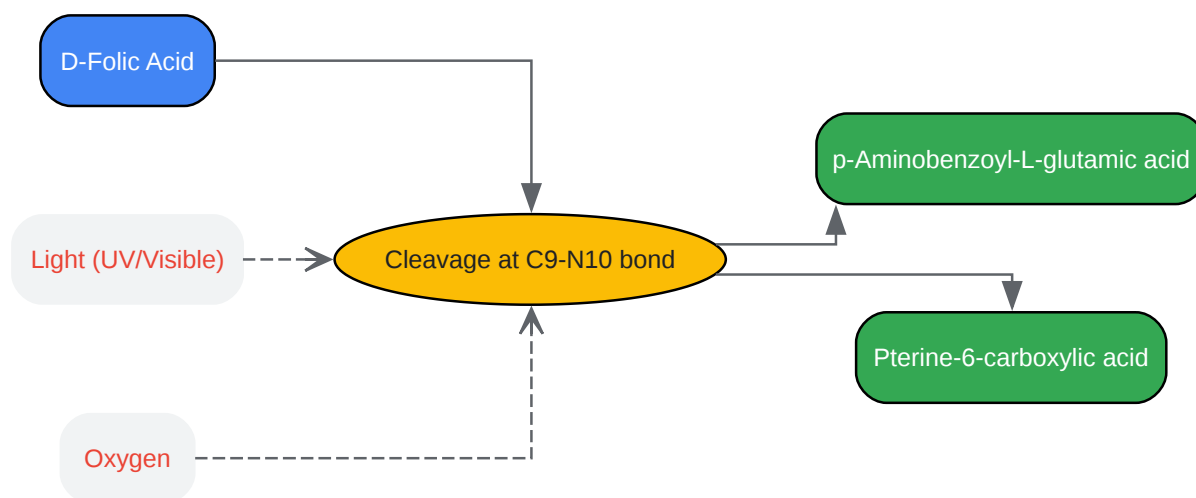 D-Folic Acid
p-Aminobenzoyl-L-glutamic acid
Light (UV/Visible)
Cleavage at C9-N10 bond
Pterine-6-carboxylic acid
Oxygen